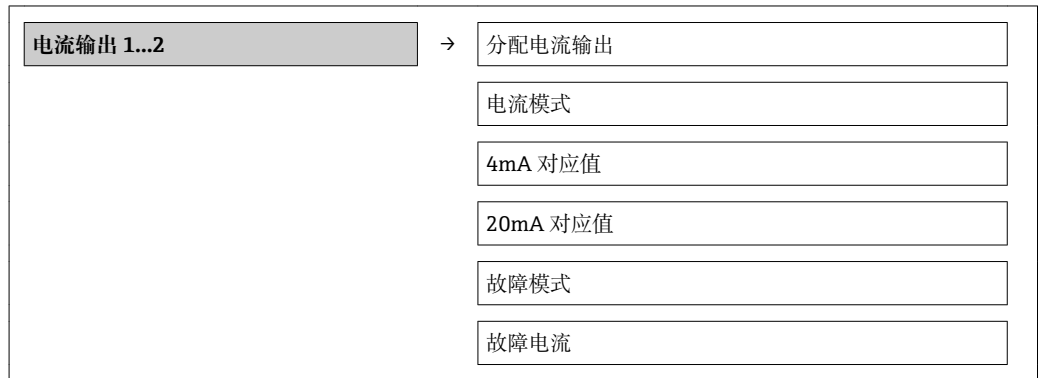 电流输出 1...2 → 分配电流输出
电流模式
4mA 对应值
20mA 对应值
故障模式
故障电流